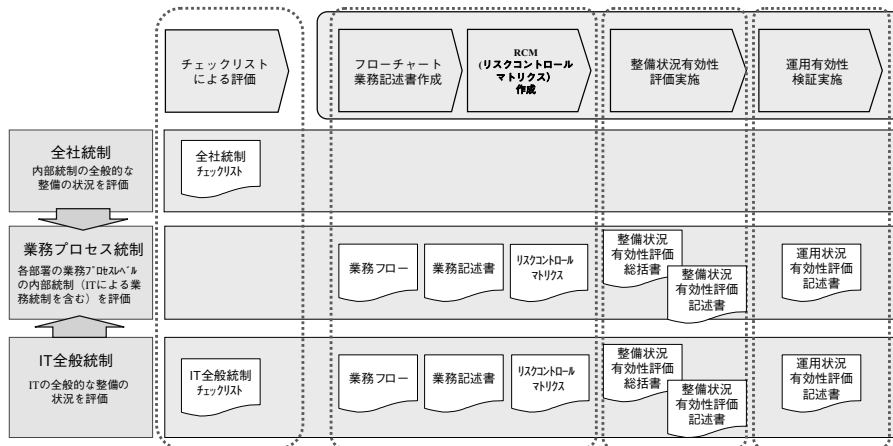 チェックリスト
による評価
フローチャート
業務記述書作成
RCM
(リスクコントロール
マトリクス)
作成
整備状況有効性
評価実施
運用有効性
検証実施
全社統制
内部統制の全般的な
整備の状況を評価
全社統制
チェックリスト
業務プロセス統制
各部署の業務プロセスレベル
の内部統制（ITによる業
務統制を含む）を評価
業務フロー
業務記述書
リスクコントロール
マトリクス
整備状況
有効性評価
総括書
整備状況
有効性評価
記述書
運用状況
有効性評価
記述書
IT全般統制
ITの全般的な整備の
状況を評価
IT全般統制
チェックリスト
業務フロー
業務記述書
リスクコントロール
マトリクス
整備状況
有効性評価
総括書
整備状況
有効性評価
記述書
運用状況
有効性評価
記述書